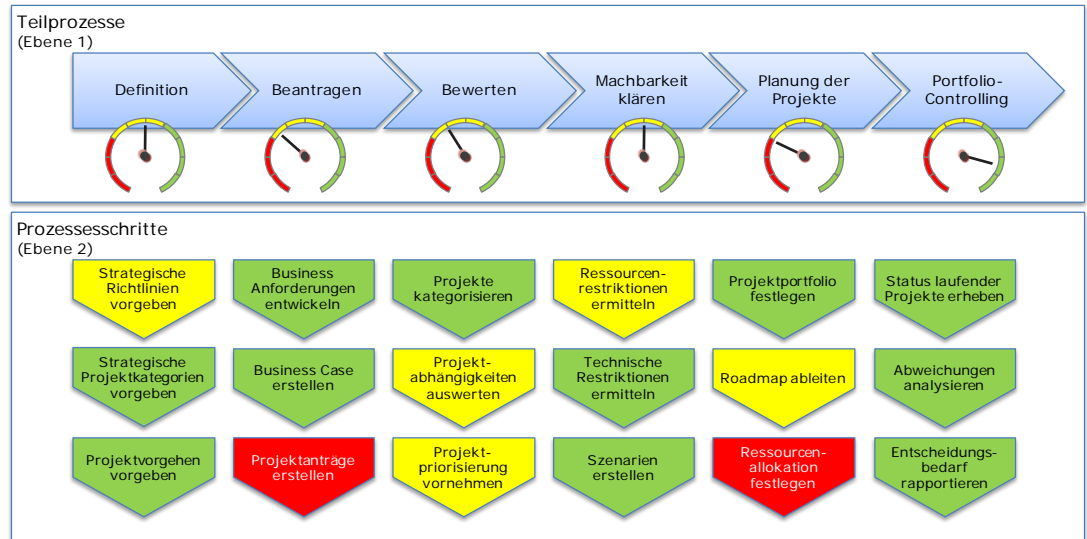 Teilprozesse
(Ebene 1)
Definition
Beantragen
Bewerten
Machbarkeit
klären
Planung der
Projekte
Portfolio-
Controlling
Prozessesschritte
(Ebene 2)
Strategische
Richtlinien
vorgeben
Business
Anforderungen
entwickeln
Projekte
kategorisieren
Ressourcen-
restriktionen
ermitteln
Projektportfolio
festlegen
Status laufender
Projekte erheben
Strategische
Projektkategorien
vorgeben
Business Case
erstellen
Projekt-
abhängigkeiten
auswerten
Technische
Restriktionen
ermitteln
Roadmap ableiten
Abweichungen
analysieren
Projektvorgehen
vorgeben
Projektanträge
erstellen
Projekt-
priorisierung
vornehmen
Szenarien
erstellen
Ressourcen-
allokation
festlegen
Entscheidungs-
bedarf
rapportieren